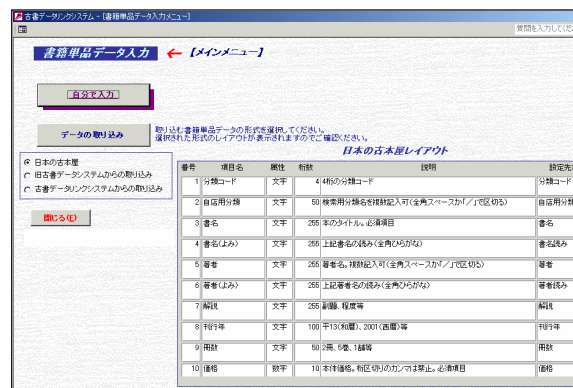 古書データリンクシステム - [書籍単品データ入力メニュー]
質問を入力してくだ
書籍単品データ入力 ← 【メインメニュー】
自分で入力
データの取り込み
取り込む書籍単品データの形式を選択してください。
選択された形式のレイアウトが表示されますのでご確認ください。
日本の古本屋レイアウト
日本の古本屋
旧古書データシステムからの取り込み
古書データリンクシステムからの取り込み
閉じる(E)
番号 項目名 属性 桁数 説明 設定先
1 分類コード 文字 4 4桁の分類コード 分類コード
2 自店用分類 文字 50 検索用分類名を複数記入可(全角スペースか「／」で区切る) 自店用分類
3 書名 文字 255 本のタイトル。必須項目 書名
4 書名(よみ) 文字 255 上記書名の読み(全角ひらがな) 書名読み
5 著者 文字 255 著者名。複数記入可(全角スペースか「／」で区切る) 著者
6 著者(よみ) 文字 255 上記著者名の読み(全角ひらがな) 著者読み
7 解説 文字 255 副題、程度等 解説
8 刊行年 文字 100 平13(和暦)、2001(西暦)等 刊行年
9 冊数 文字 50 2冊、5巻、1舗等 冊数
10 価格 数字 10 本体価格。桁区切りのカンマは禁止。必須項目 価格